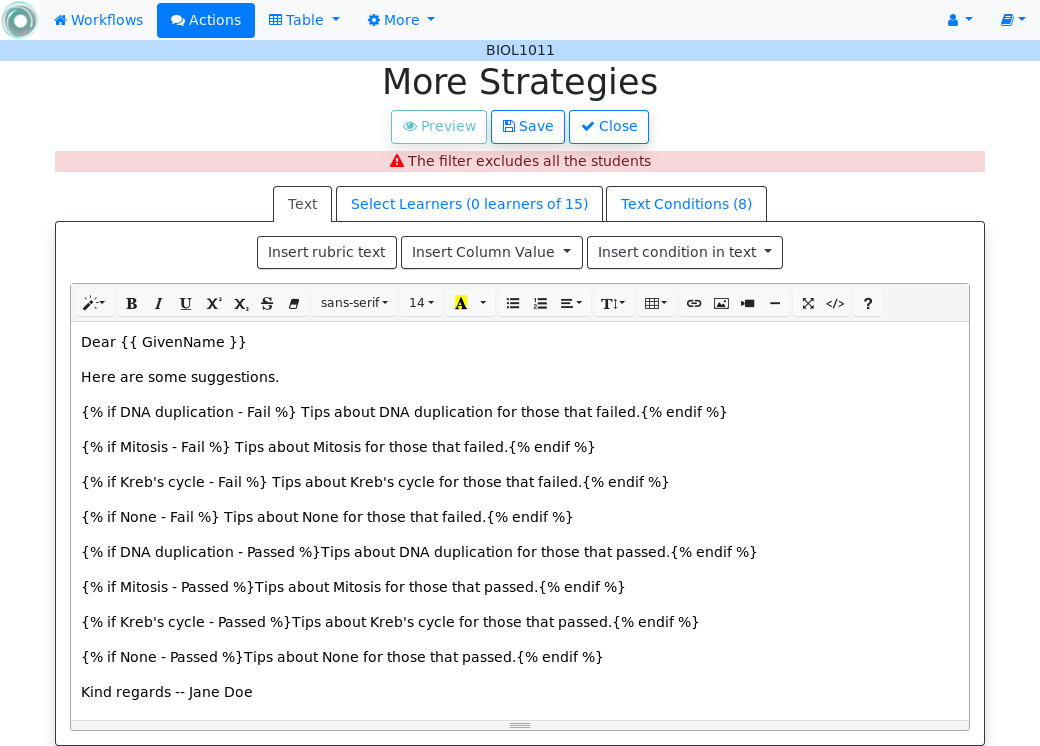 Workflows Actions Table More
BIOL1011
More Strategies
Preview Save Close
The filter excludes all the students
Text Select Learners (0 learners of 15) Text Conditions (8)
Insert rubric text Insert Column Value Insert condition in text
B I U X² X₂ S sans-serif 14 A T </> ?
Dear {{ GivenName }}
Here are some suggestions.
{% if DNA duplication - Fail %} Tips about DNA duplication for those that failed.{% endif %}
{% if Mitosis - Fail %} Tips about Mitosis for those that failed.{% endif %}
{% if Kreb's cycle - Fail %} Tips about Kreb's cycle for those that failed.{% endif %}
{% if None - Fail %} Tips about None for those that failed.{% endif %}
{% if DNA duplication - Passed %}Tips about DNA duplication for those that passed.{% endif %}
{% if Mitosis - Passed %}Tips about Mitosis for those that passed.{% endif %}
{% if Kreb's cycle - Passed %}Tips about Kreb's cycle for those that passed.{% endif %}
{% if None - Passed %}Tips about None for those that passed.{% endif %}
Kind regards -- Jane Doe